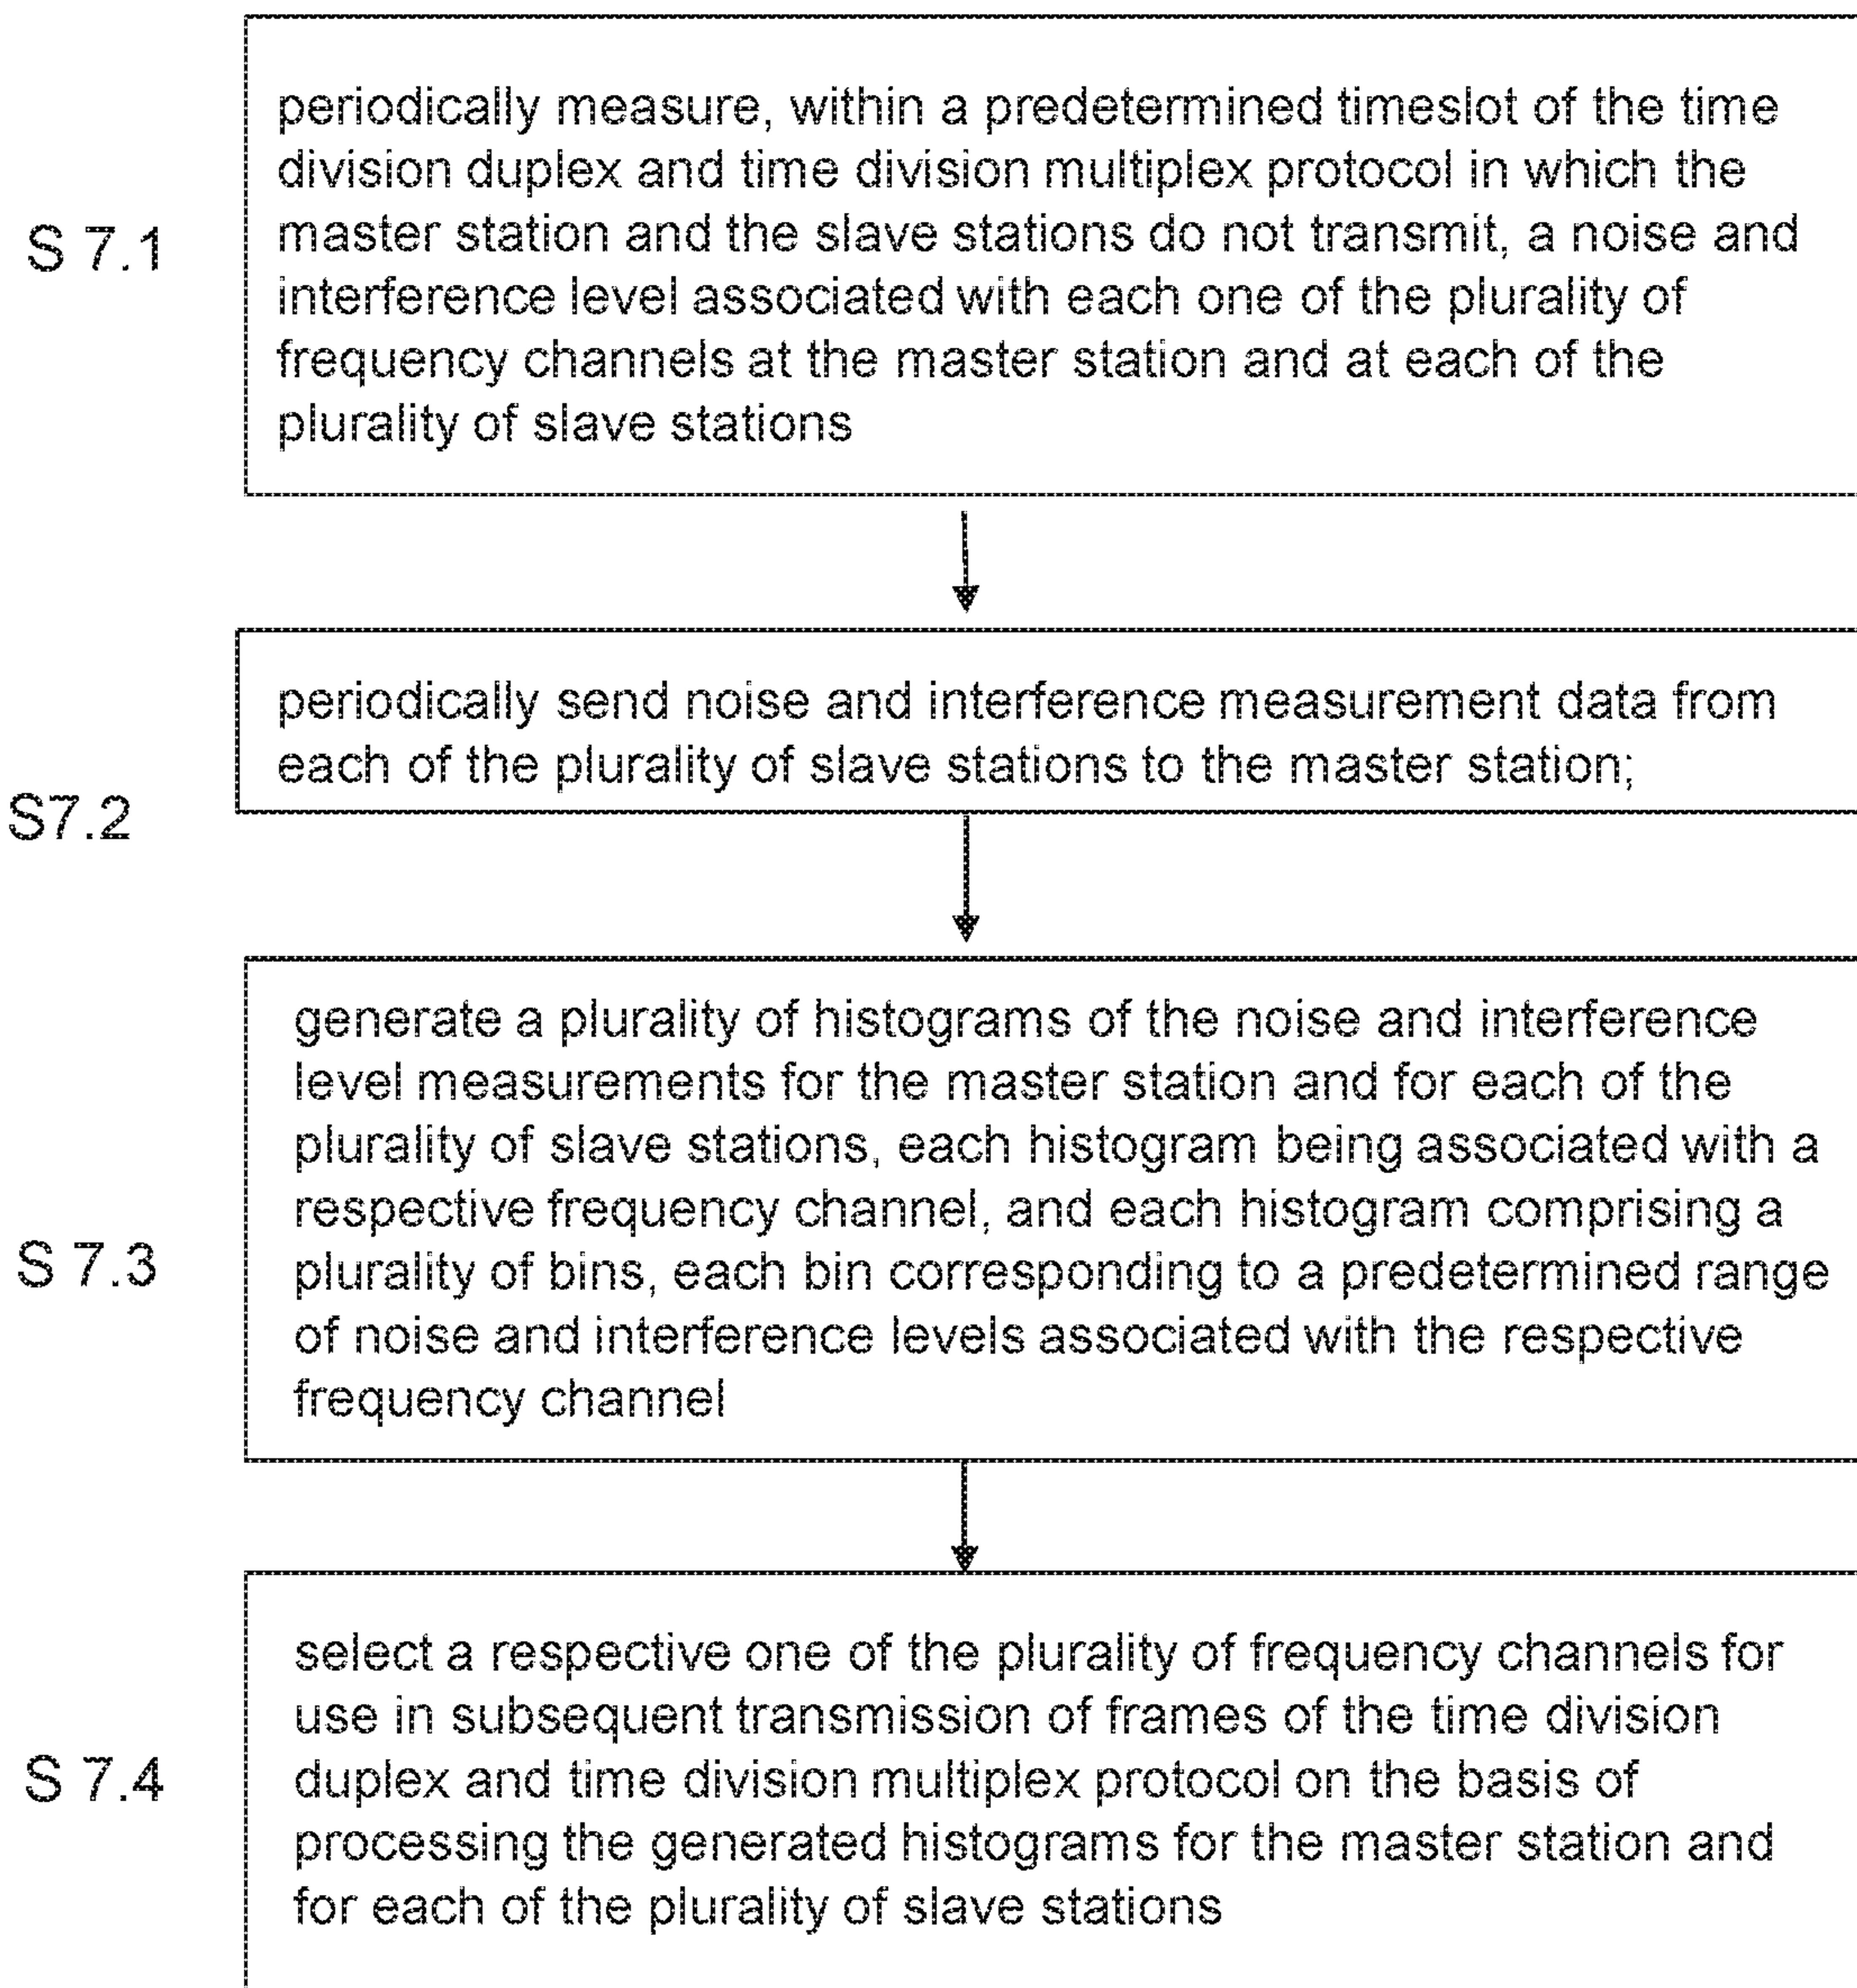 periodically measure, within a predetermined timeslot of the time
division duplex and time division multiplex protocol in which the
S 7.1
master station and the slave stations do not transmit, a noise and
interference level associated with each one of the plurality of
frequency channels at the master station and at each of the
plurality of slave stations
periodically send noise and interference measurement data from
each of the plurality of slave stations to the master station;
S7.2
generate a plurality of histograms of the noise and interference
level measurements for the master station and for each of the
plurality of slave stations, each histogram being associated with a
respective frequency channel, and each histogram comprising a
S 7.3
plurality of bins, each bin corresponding to a predetermined range
of noise and interference levels associated with the respective
frequency channel
select a respective one of the plurality of frequency channels for
use in subsequent transmission of frames of the time division
S 7.4
duplex and time division multiplex protocol on the basis of
processing the generated histograms for the master station and
for each of the plurality of slave stations